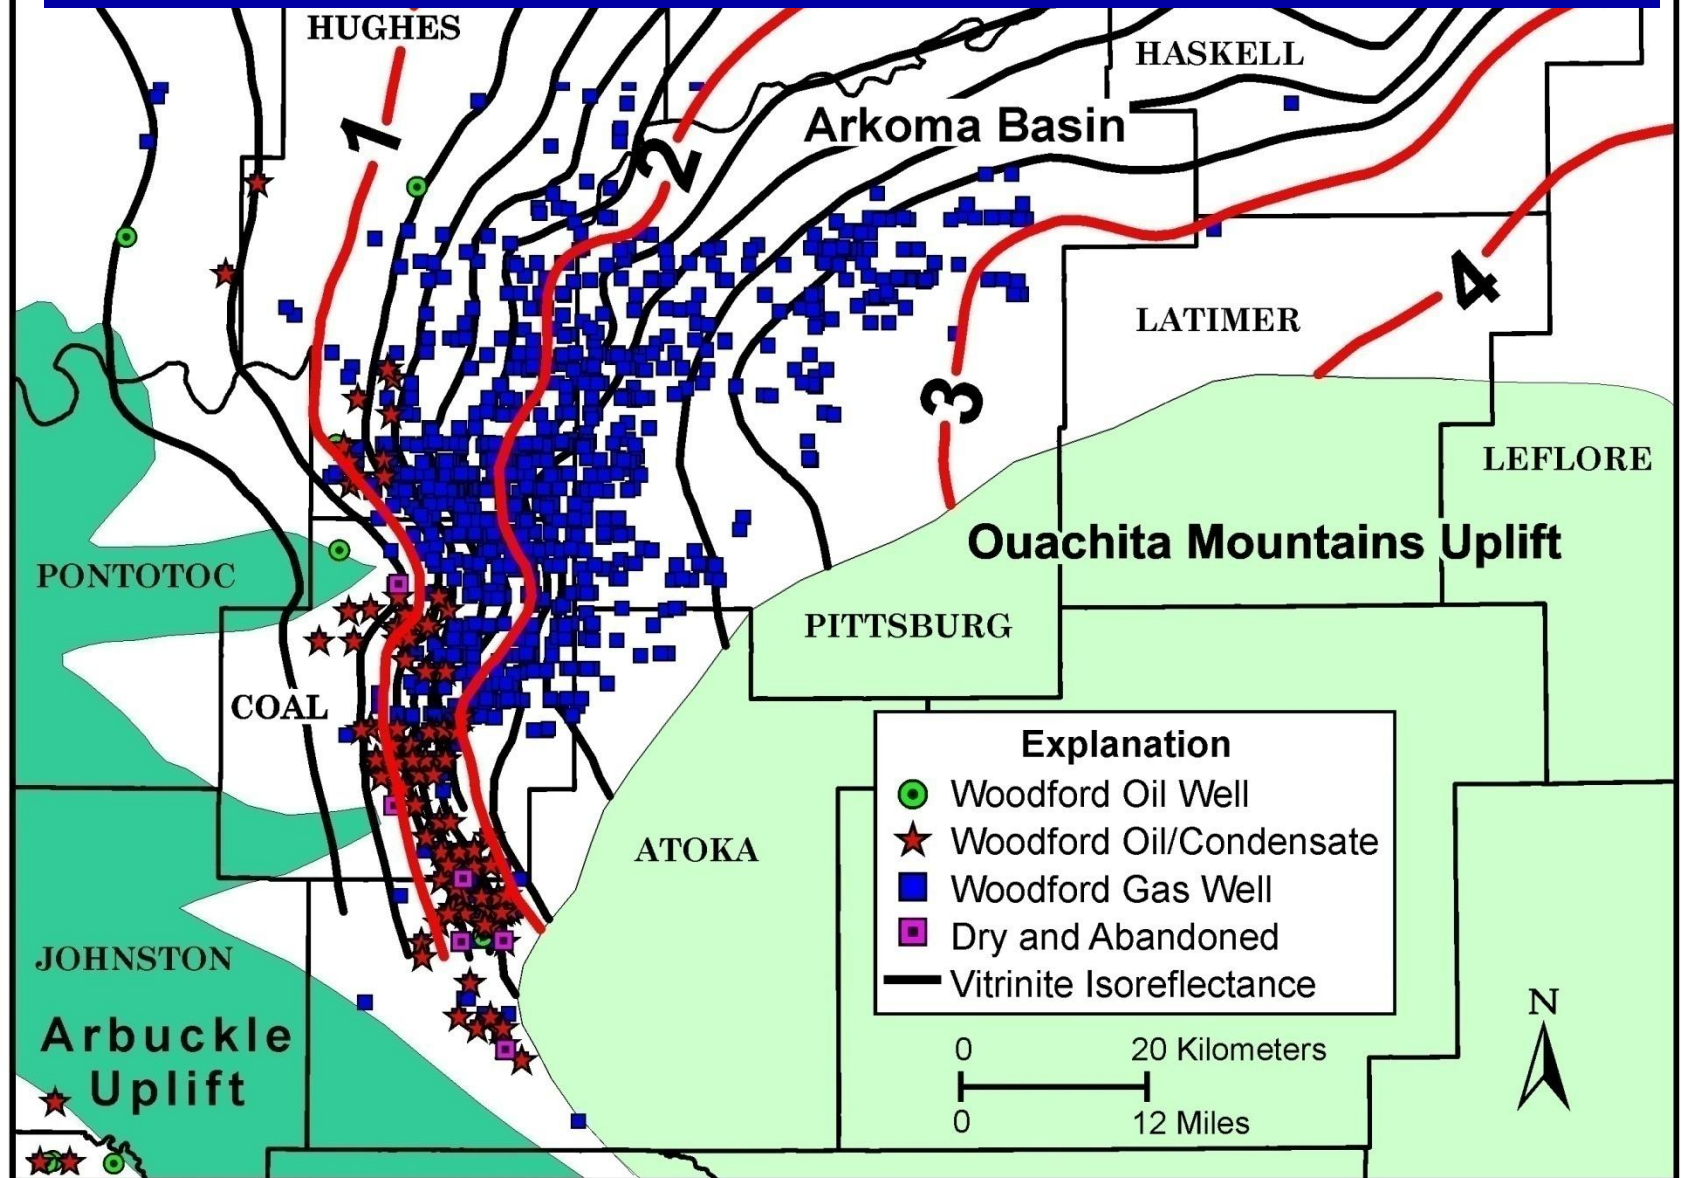 HUGHES
HASKELL
1
Arkoma Basin
2
4
LATIMER
3
LEFLORE
Ouachita Mountains Uplift
PONTOTOC
PITTSBURG
COAL
Explanation
Woodford Oil Well
Woodford Oil/Condensate
ATOKA
Woodford Gas Well
Dry and Abandoned
JOHNSTON
Vitrinite Isoreflectance
N
Arbuckle
Uplift
0 20 Kilometers
0 12 Miles